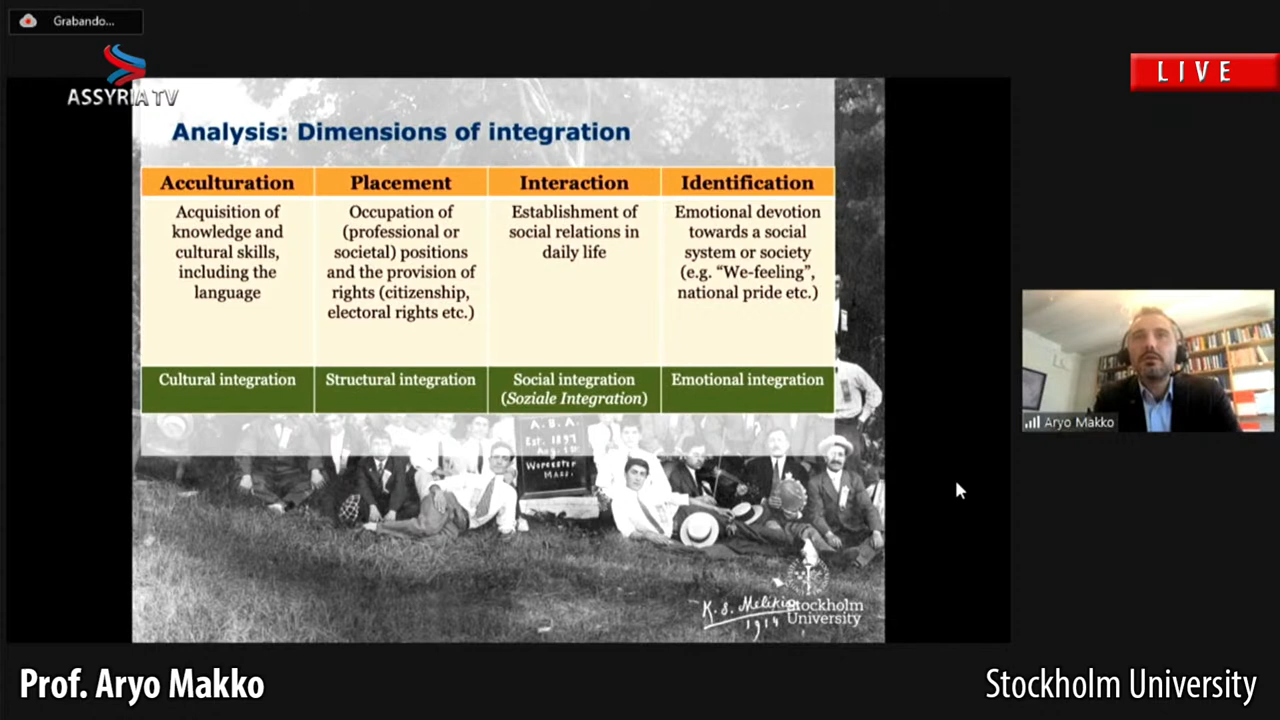 Grabando...
ASSYRIA TV
LIVE
Analysis: Dimensions of integration
Acculturation
Acquisition of
knowledge and
cultural skills,
including the
language
Cultural integration
Placement
Occupation of
(professional or
societal) positions
and the provision of
rights (citizenship,
electoral rights etc.)
Structural integration
Interaction
Establishment of
social relations in
daily life
Social integration
(Soziale Integration)
Identification
Emotional devotion
towards a social
system or society
(e.g. “We-feeling”,
national pride etc.)
Emotional integration
A.B.A.
Est. 1897
Worcester
Mass.
K. S.
1914
Stockholm
University
Aryo Makko
Prof. Aryo Makko
Stockholm University